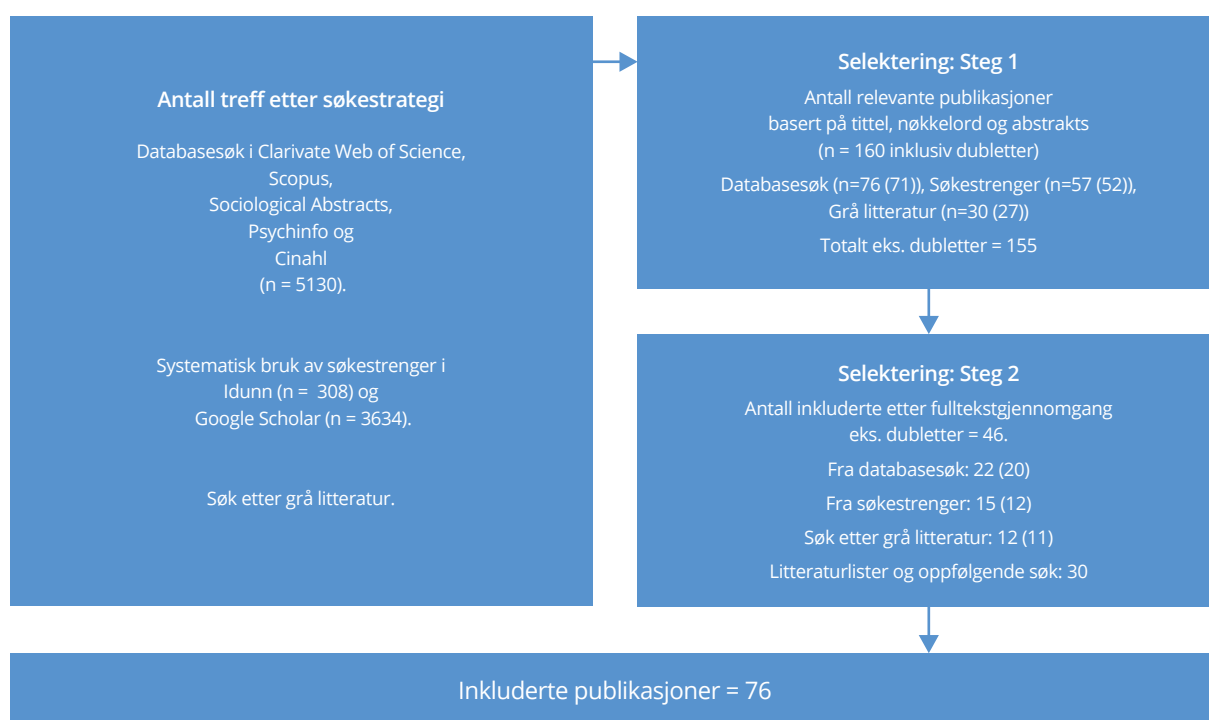 Antall treff etter søkestrategi
Databasesøk i Clarivate Web of Science,
Scopus,
Sociological Abstracts,
Psychinfo og
Cinahl
(n = 5130).
Systematisk bruk av søkestrenger i
Idunn (n = 308) og
Google Scholar (n = 3634).
Søk etter grå litteratur.
Selektering: Steg 1
Antall relevante publikasjoner
basert på tittel, nøkkelord og abstrakts
(n = 160 inklusiv dubletter)
Databasesøk (n=76 (71)), Søkestrenger (n=57 (52)),
Grå litteratur (n=30 (27))
Totalt eks. dubletter = 155
Selektering: Steg 2
Antall inkluderte etter fulltekstgjennomgang
eks. dubletter = 46.
Fra databasesøk: 22 (20)
Fra søkestrenger: 15 (12)
Søk etter grå litteratur: 12 (11)
Litteraturlister og oppfølgende søk: 30
Inkluderte publikasjoner = 76